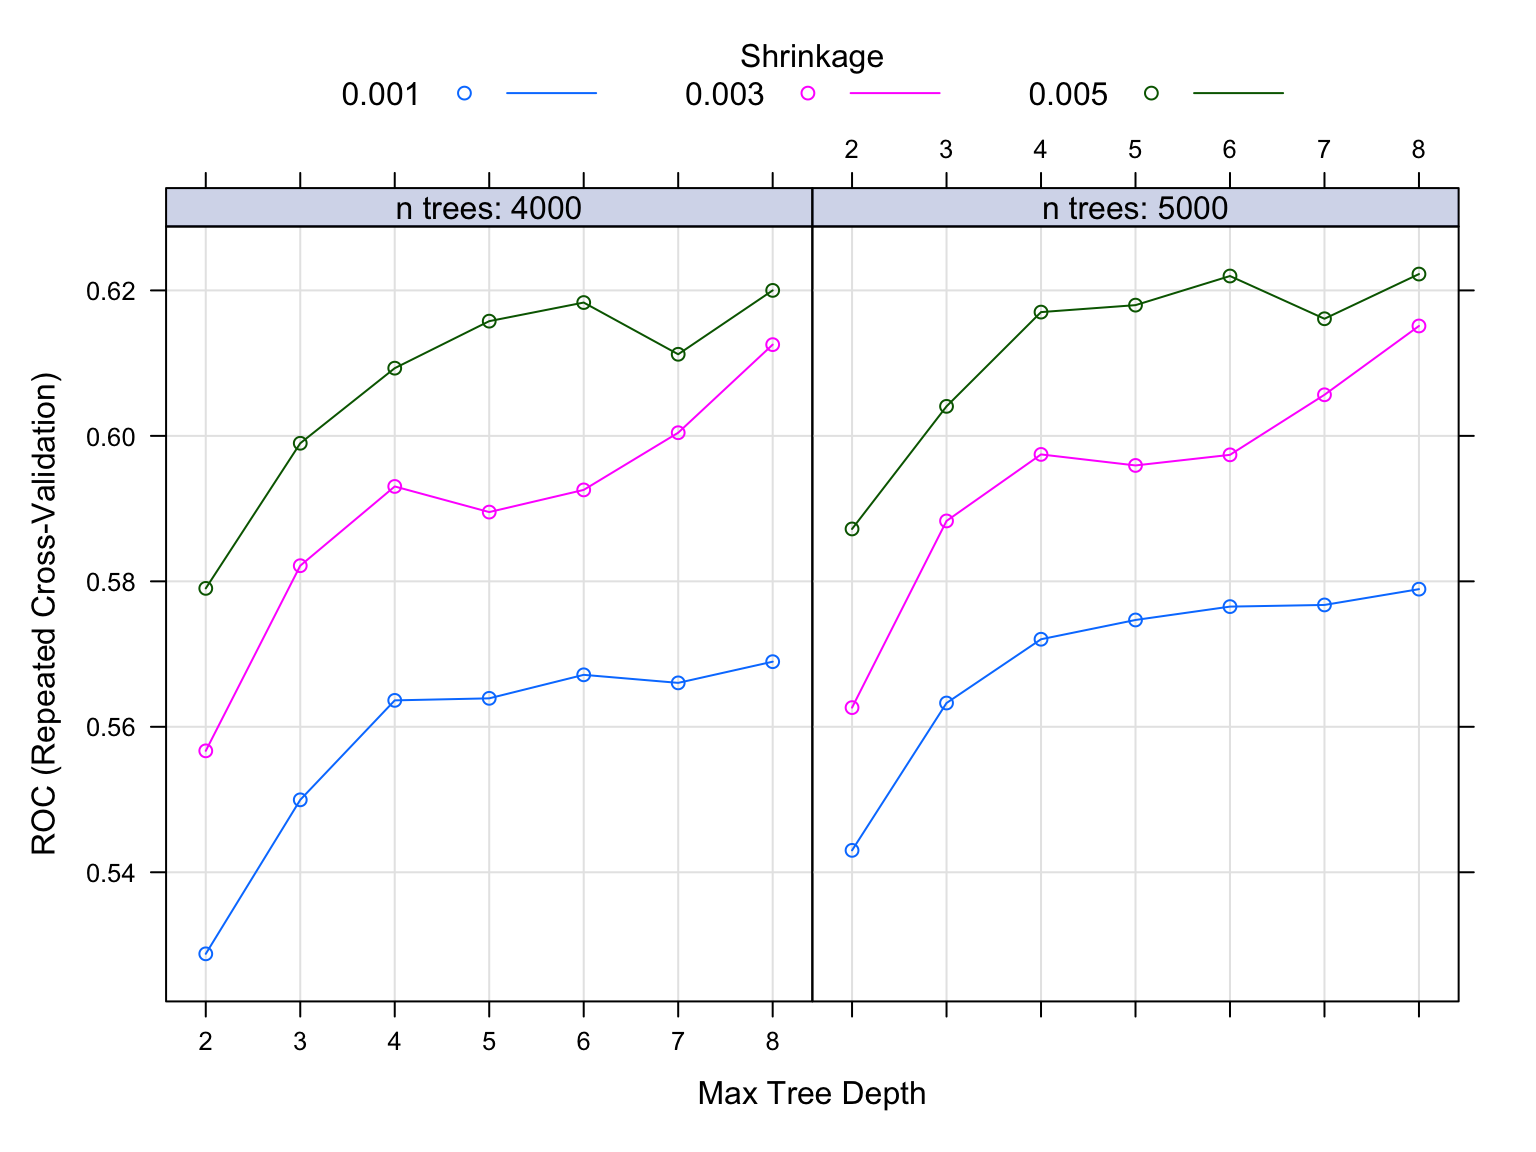 Shrinkage
0.001 0.003 0.005
2 3 4 5 6 7 8
n trees: 4000 n trees: 5000
0.62
0.60
0.58
0.56
0.54
ROC (Repeated Cross-Validation)
2 3 4 5 6 7 8
Max Tree Depth